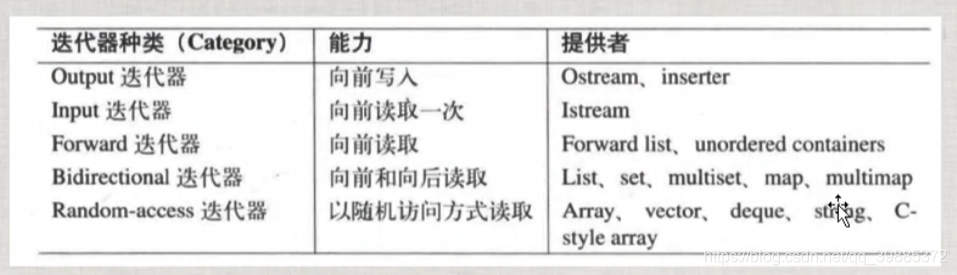 迭代器种类（Category） 能力 提供者
Output 迭代器 向前写入 Ostream、inserter
Input 迭代器 向前读取一次 Istream
Forward 迭代器 向前读取 Forward list、unordered containers
Bidirectional 迭代器 向前和向后读取 List、set、multiset、map、multimap
Random-access 迭代器 以随机访问方式读取 Array、vector、deque、string、C-
style array
https://blog.csdn.net/qq_39885372